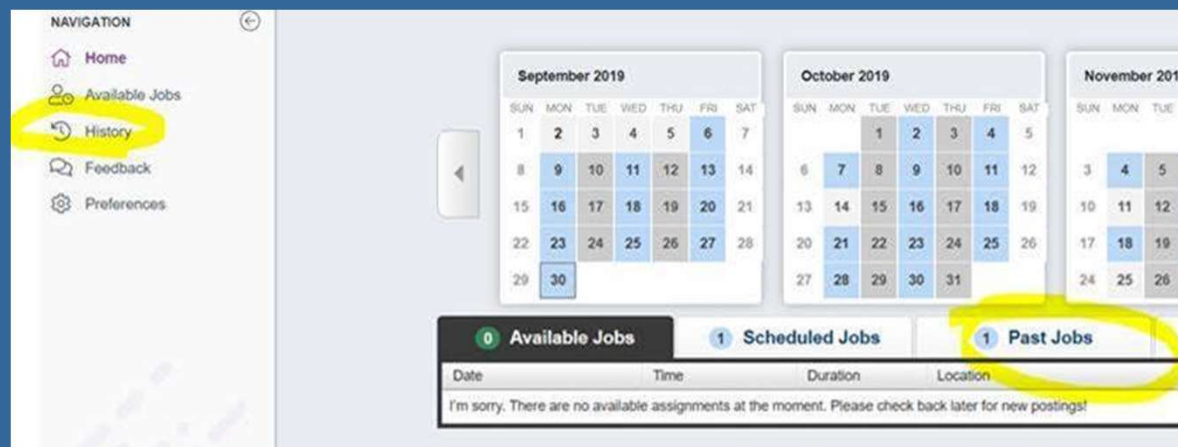 NAVIGATION
Home
Available Jobs
History
Feedback
Preferences
September 2019
SUN MON TUE WED THU FRI SAT
1 2 3 4 5 6 7
8 9 10 11 12 13 14
15 16 17 18 19 20 21
22 23 24 25 26 27 28
29 30
October 2019
SUN MON TUE WED THU FRI SAT
1 2 3 4 5
6 7 8 9 10 11 12
13 14 15 16 17 18 19
20 21 22 23 24 25 26
27 28 29 30 31
November 201
SUN MON TUE
3 4 5
10 11 12
17 18 19
24 25 26
0 Available Jobs 1 Scheduled Jobs 1 Past Jobs
Date Time Duration Location
I'm sorry. There are no available assignments at the moment. Please check back later for new postings!